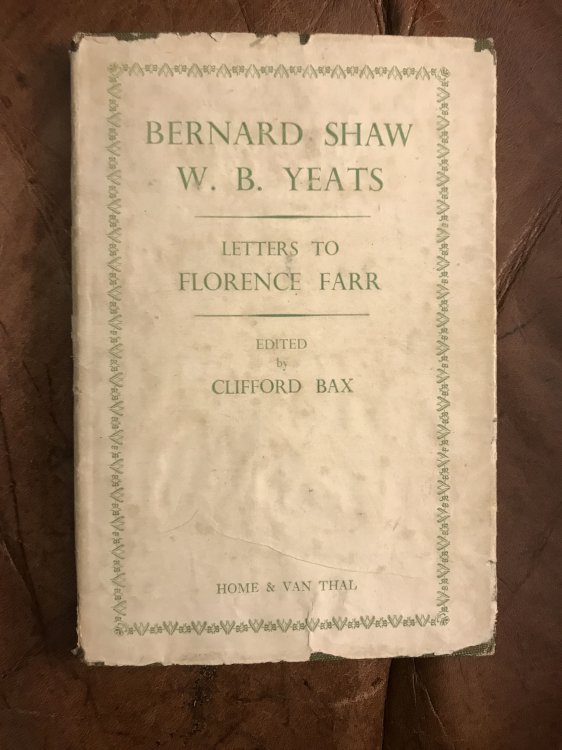 BERNARD SHAW
W. B. YEATS
LETTERS TO
FLORENCE FARR
EDITED
by
CLIFFORD BAX
HOME & VAN THAL